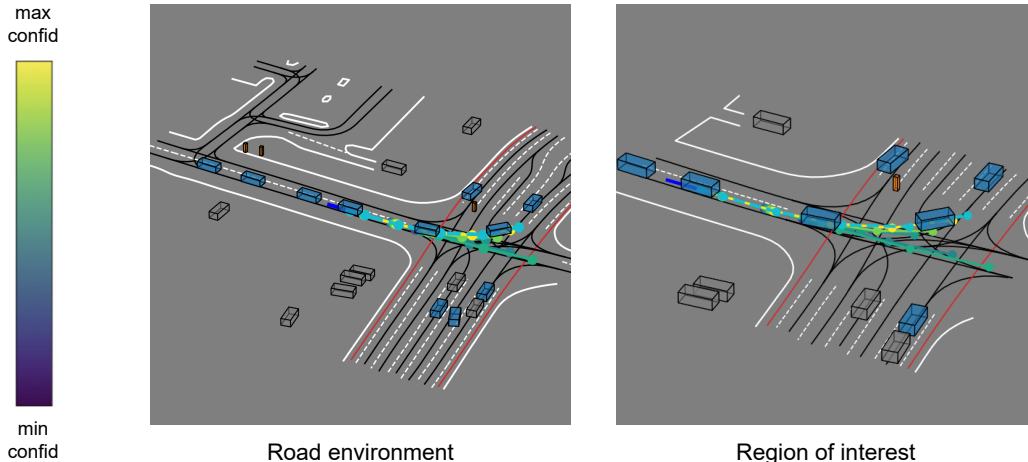 max
confid
min
confid
Road environment
Region of interest